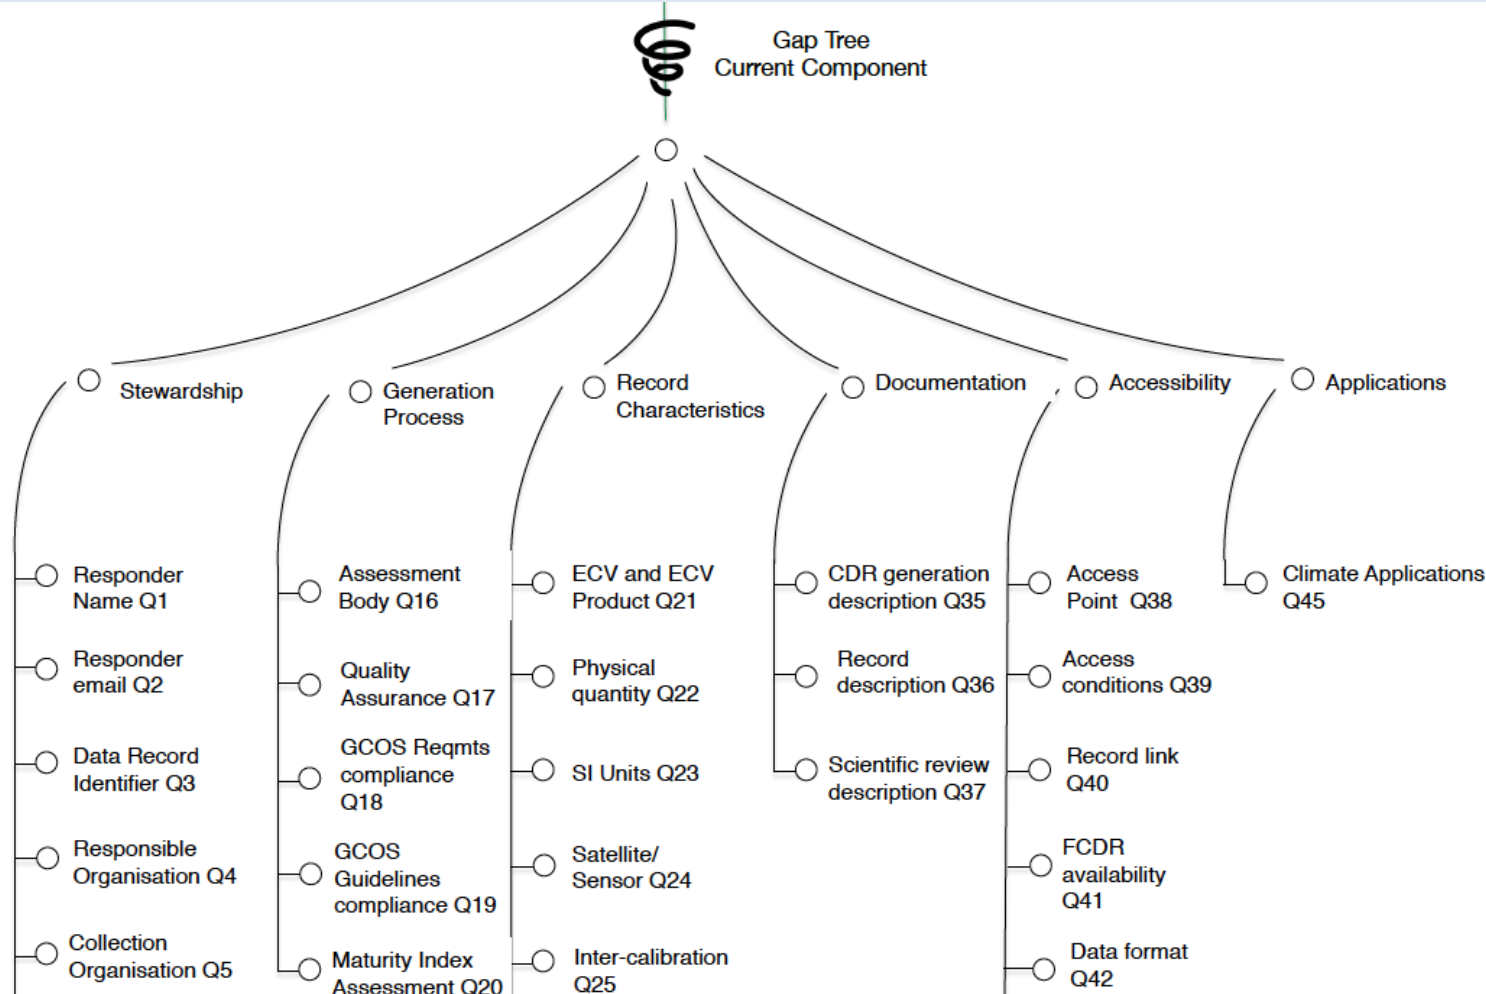 Gap Tree
Current Component
Stewardship
Generation
Process
Record
Characteristics
Documentation
Accessibility
Applications
Responder
Name Q1
Responder
email Q2
Data Record
Identifier Q3
Responsible
Organisation Q4
Collection
Organisation Q5
Assessment
Body Q16
Quality
Assurance Q17
GCOS Reqmts
compliance
Q18
GCOS
Guidelines
compliance Q19
Maturity Index
Assessment Q20
ECV and ECV
Product Q21
Physical
quantity Q22
SI Units Q23
Satellite/
Sensor Q24
Inter-calibration
Q25
CDR generation
description Q35
Record
description Q36
Scientific review
description Q37
Access
Point Q38
Access
conditions Q39
Record link
Q40
FCDR
availability
Q41
Data format
Q42
Climate Applications
Q45